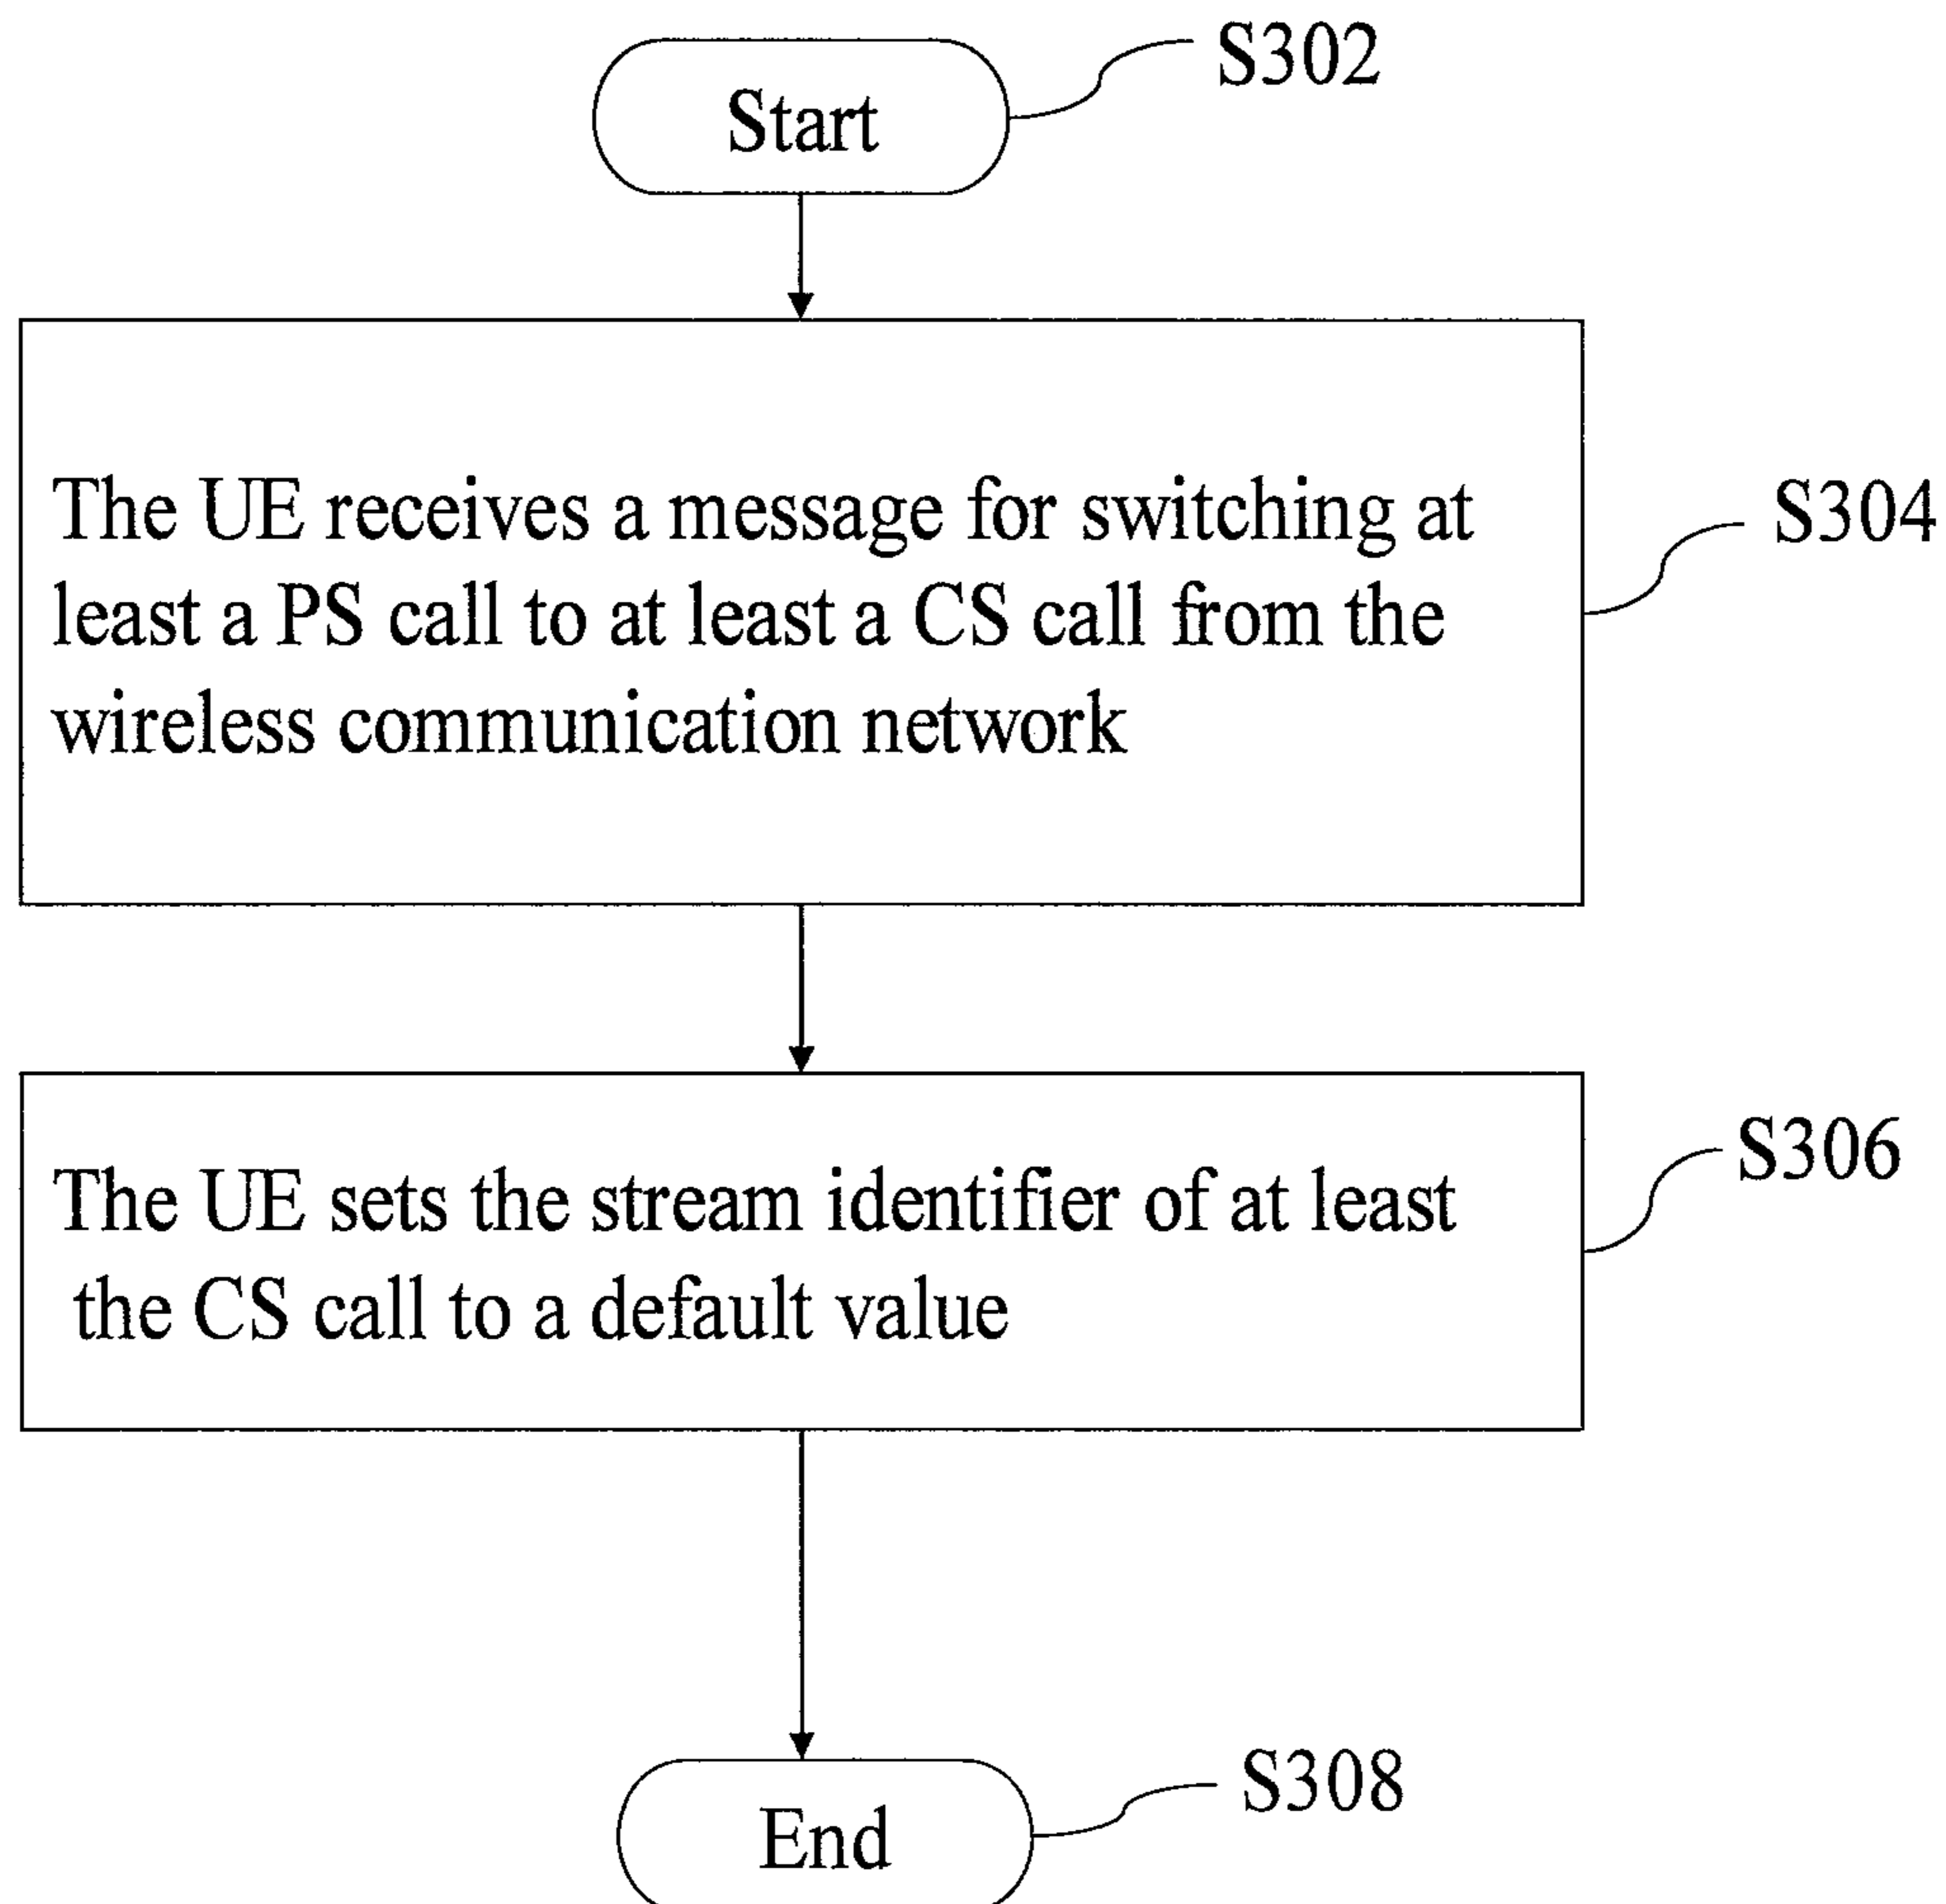 Start
S302
The UE receives a message for switching at
least a PS call to at least a CS call from the
wireless communication network
S304
The UE sets the stream identifier of at least
the CS call to a default value
S306
End
S308